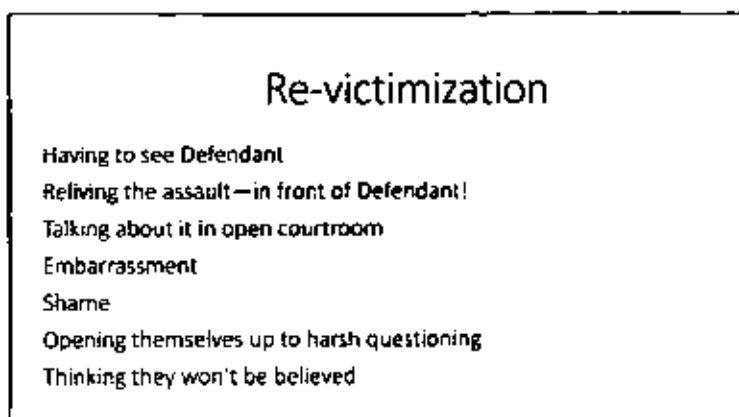 Re-victimization
Having to see Defendant
Reliving the assault—in front of Defendant!
Talking about it in open courtroom
Embarrassment
Shame
Opening themselves up to harsh questioning
Thinking they won't be believed